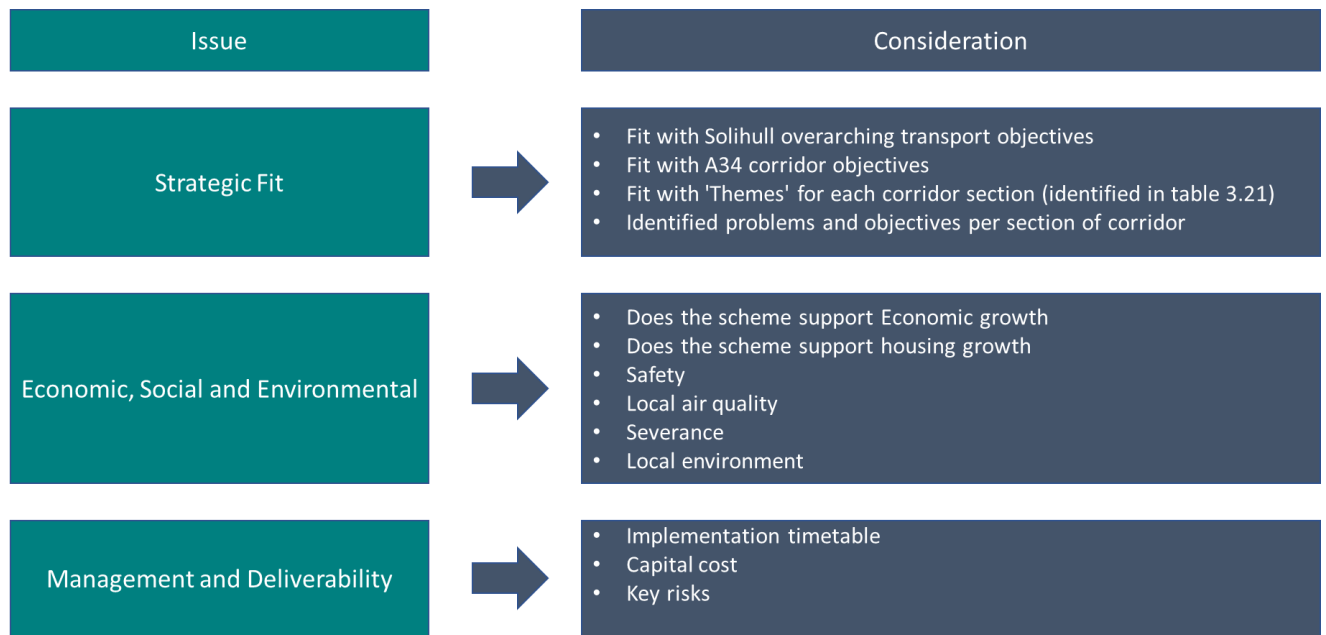 Issue
Consideration
Strategic Fit
• Fit with Solihull overarching transport objectives
• Fit with A34 corridor objectives
• Fit with 'Themes' for each corridor section (identified in table 3.21)
• Identified problems and objectives per section of corridor
Economic, Social and Environmental
• Does the scheme support Economic growth
• Does the scheme support housing growth
• Safety
• Local air quality
• Severance
• Local environment
Management and Deliverability
• Implementation timetable
• Capital cost
• Key risks